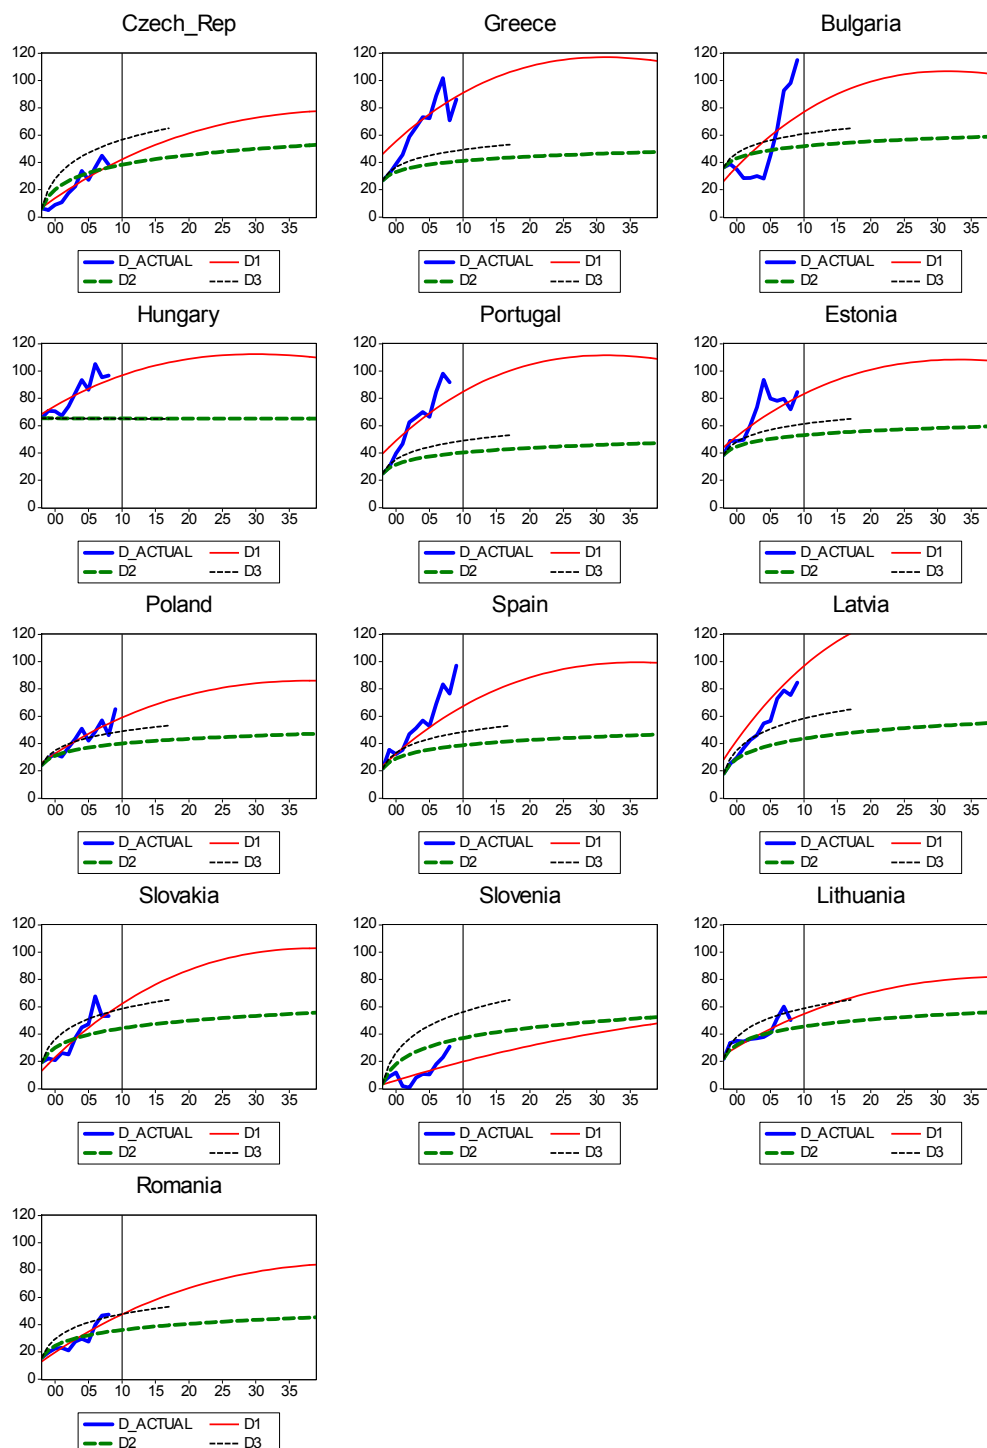 Czech_Rep Greece Bulgaria
120 120 120
100 100 100
80 80 80
60 60 60
40 40 40
20 20 20
0 0 0
00 05 10 15 20 25 30 35 00 05 10 15 20 25 30 35 00 05 10 15 20 25 30 35
D_ACTUAL D1 D_ACTUAL D1 D_ACTUAL D1
D2 D3 D2 D3 D2 D3
Hungary Portugal Estonia
120 120 120
100 100 100
80 80 80
60 60 60
40 40 40
20 20 20
0 0 0
00 05 10 15 20 25 30 35 00 05 10 15 20 25 30 35 00 05 10 15 20 25 30 35
D_ACTUAL D1 D_ACTUAL D1 D_ACTUAL D1
D2 D3 D2 D3 D2 D3
Poland Spain Latvia
120 120 120
100 100 100
80 80 80
60 60 60
40 40 40
20 20 20
0 0 0
00 05 10 15 20 25 30 35 00 05 10 15 20 25 30 35 00 05 10 15 20 25 30 35
D_ACTUAL D1 D_ACTUAL D1 D_ACTUAL D1
D2 D3 D2 D3 D2 D3
Slovakia Slovenia Lithuania
120 120 120
100 100 100
80 80 80
60 60 60
40 40 40
20 20 20
0 0 0
00 05 10 15 20 25 30 35 00 05 10 15 20 25 30 35 00 05 10 15 20 25 30 35
D_ACTUAL D1 D_ACTUAL D1 D_ACTUAL D1
D2 D3 D2 D3 D2 D3
Romania
120
100
80
60
40
20
0
00 05 10 15 20 25 30 35
D_ACTUAL D1
D2 D3